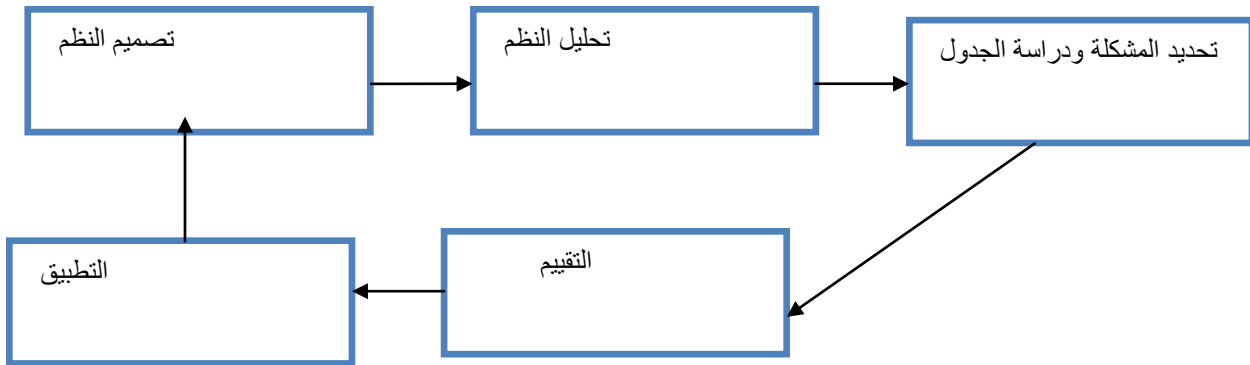 تحديد المشكلة ودراسة الجدول
تحليل النظم
تصميم النظم
التقييم
التطبيق